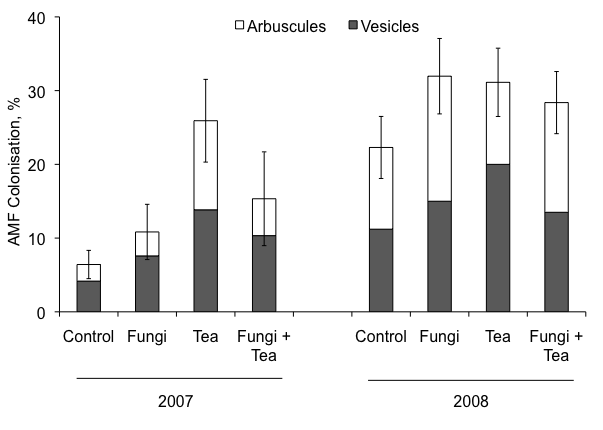 40
Arbuscules Vesicles
30
20
10
0
AMF Colonisation, %
Control Fungi Tea Fungi + Control Fungi Tea Fungi +
Tea Tea
2007 2008